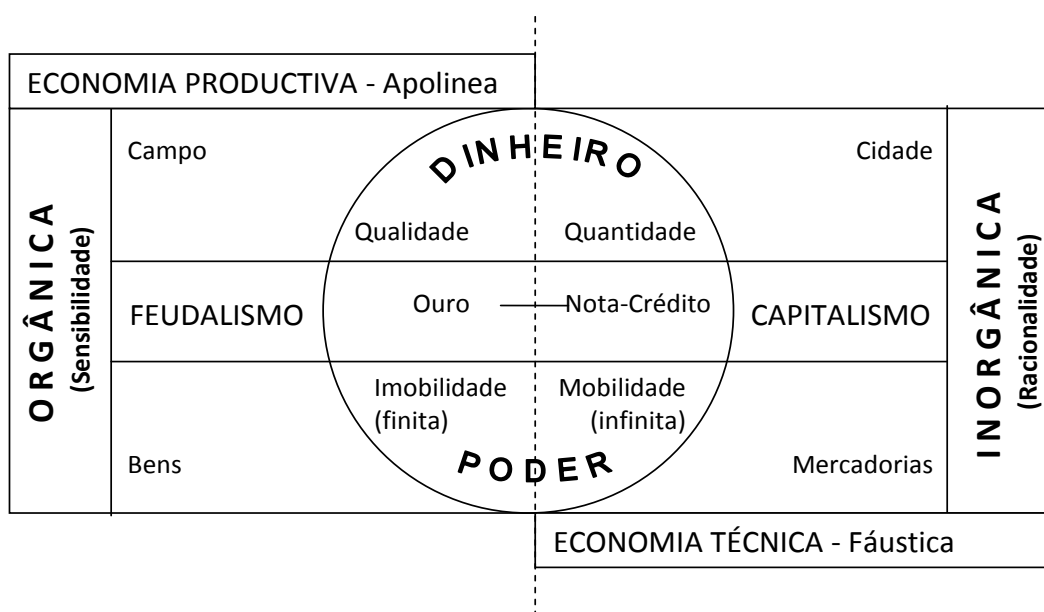 ECONOMIA PRODUCTIVA - Apolinea
ORGÂNICA
(Sensibilidade)
Campo
DINHEIRO
Cidade
Qualidade
Quantidade
FEUDALISMO
Ouro
Nota-Crédito
CAPITALISMO
Imobilidade
(finita)
Mobilidade
(infinita)
Bens
PODER
Mercadorias
INORGÂNICA
(Racionalidade)
ECONOMIA TÉCNICA - Fáustica